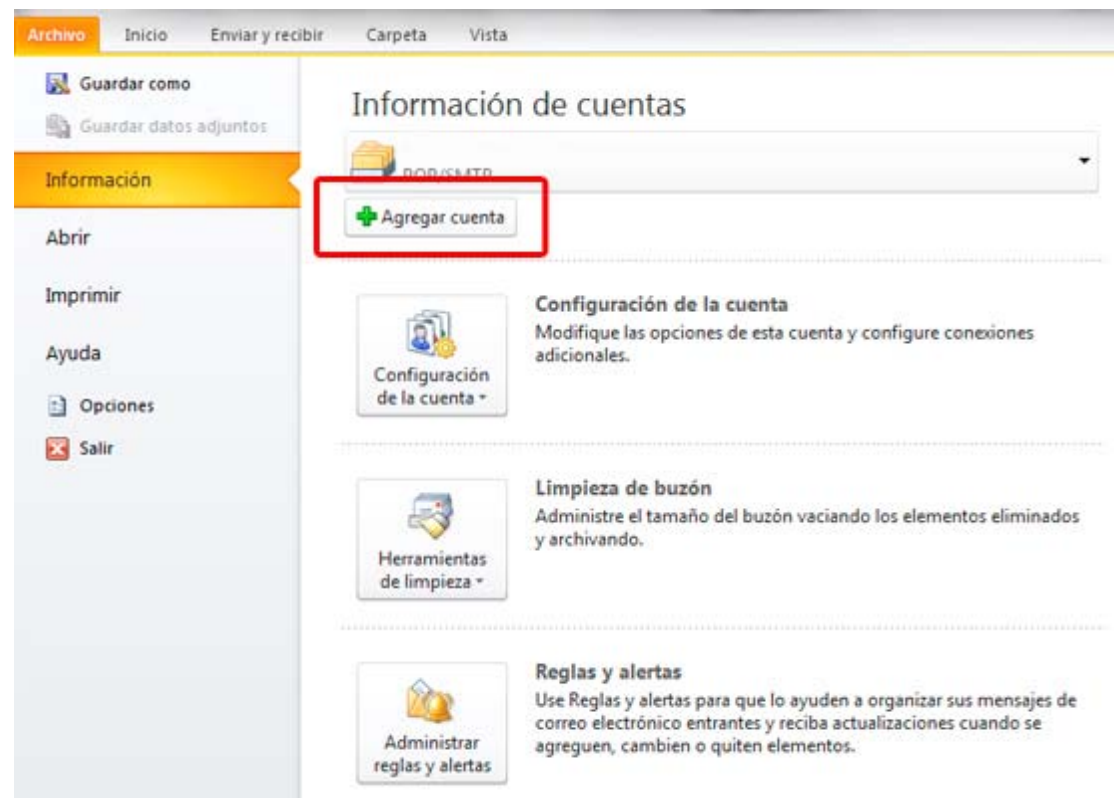 Archivo Inicio Enviar y recibir Carpeta Vista
Guardar como
Guardar datos adjuntos
Información
Abrir
Imprimir
Ayuda
Opciones
Salir
Información de cuentas
POP/SMTP
Agregar cuenta
Configuración
de la cuenta
Configuración de la cuenta
Modifique las opciones de esta cuenta y configure conexiones
adicionales.
Herramientas
de limpieza
Limpieza de buzón
Administre el tamaño del buzón vaciando los elementos eliminados
y archivando.
Administrar
reglas y alertas
Reglas y alertas
Use Reglas y alertas para que lo ayuden a organizar sus mensajes de
correo electrónico entrantes y reciba actualizaciones cuando se
agreguen, cambien o quiten elementos.